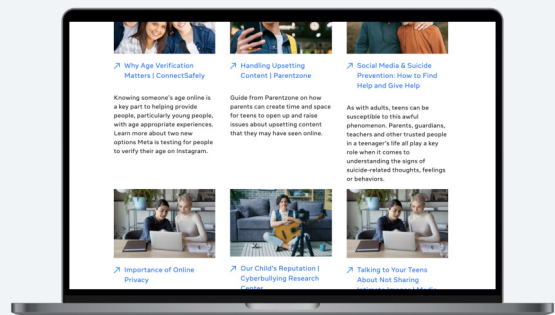 Why Age Verification
Matters | ConnectSafely
Knowing someone's age online is
a key part to helping provide
people, particularly young people,
with age appropriate experiences.
Learn more about two new
options Meta is testing for people
to verify their age on Instagram.
Handling Upsetting
Content | Parentzone
Guide from Parentzone on how
parents can create time and space
for teens to open up and raise
issues about upsetting content
that they may have seen online.
Social Media & Suicide
Prevention: How to Find
Help and Give Help
As with adults, teens can be
susceptible to this awful
phenomenon. Parents, guardians,
teachers and other trusted people
in a teenager's life all play a key
role when it comes to
understanding the signs of
suicide-related thoughts, feelings
or behaviors.
Importance of Online
Privacy
Our Child's Reputation |
Cyberbullying Research
Center
Talking to Your Teens
About Not Sharing
Intimate Images | Media